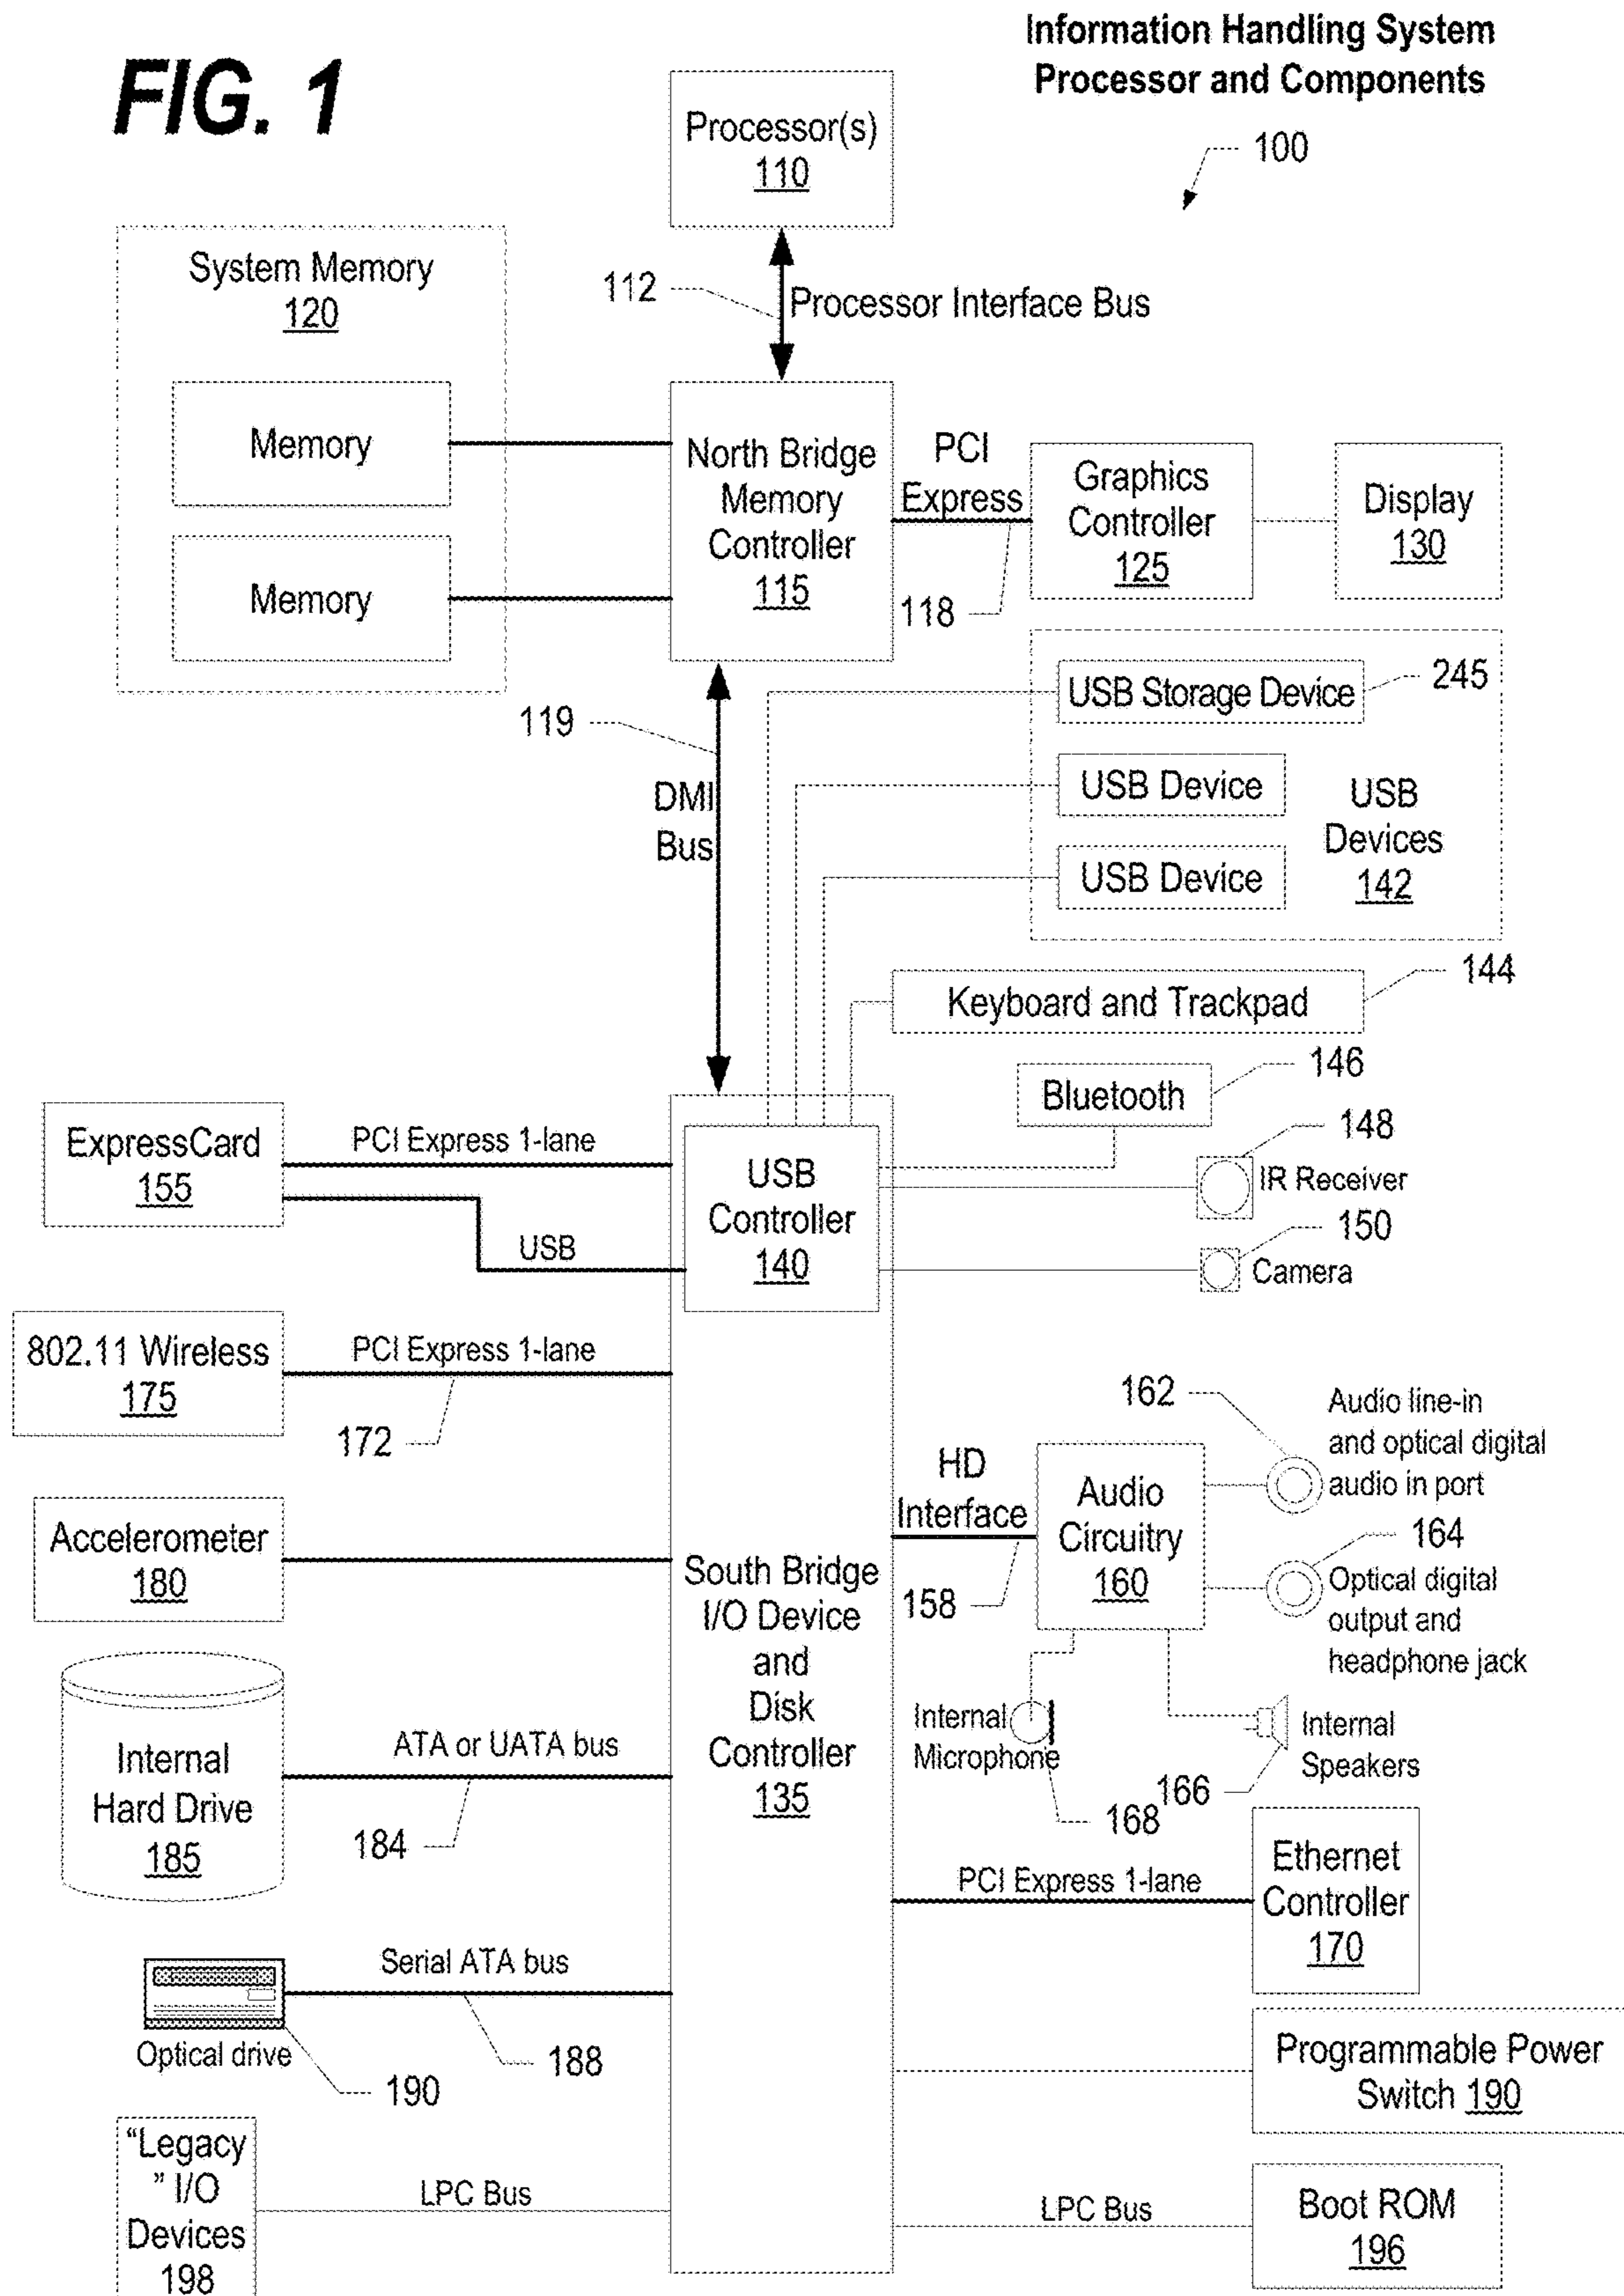 Information Handling System
Processor and Components
FIG. 1
100
Processor(s)
110
System Memory
120
112
Processor Interface Bus
Memory
Memory
North Bridge
Memory
Controller
115
PCI
Express
118
Graphics
Controller
125
Display
130
119
DMI
Bus
USB Storage Device
245
USB Device
USB Device
USB
Devices
142
Keyboard and Trackpad
144
Bluetooth
146
148
IR Receiver
150
Camera
ExpressCard
155
PCI Express 1-lane
USB
USB
Controller
140
802.11 Wireless
175
PCI Express 1-lane
172
162
Audio line-in
and optical digital
audio in port
HD
Interface
158
Audio
Circuitry
160
164
Optical digital
output and
headphone jack
Accelerometer
180
South Bridge
I/O Device
and
Disk
Controller
135
Internal
Microphone
168
166
Internal
Speakers
Internal
Hard Drive
185
ATA or UATA bus
184
PCI Express 1-lane
Ethernet
Controller
170
Serial ATA bus
188
Optical drive
190
Programmable Power
Switch 190
“Legacy
” I/O
Devices
198
LPC Bus
LPC Bus
Boot ROM
196